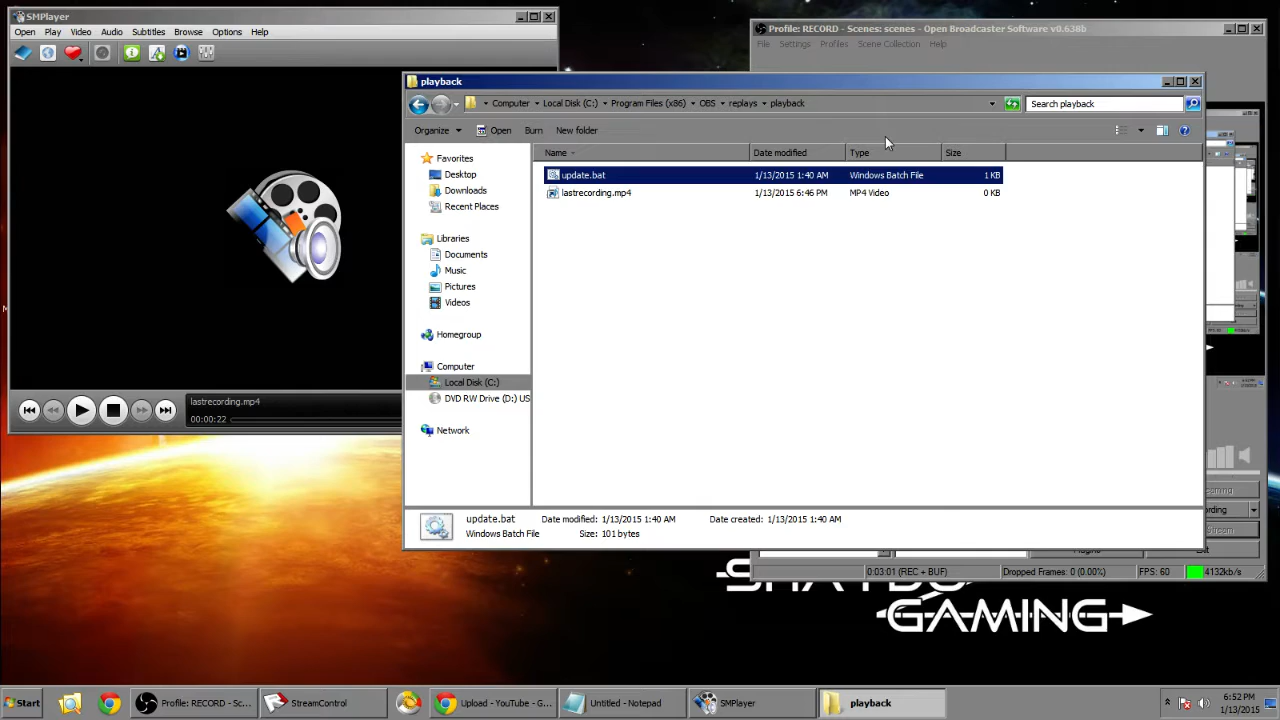 SMPlayer
Open Play Video Audio Subtitles Browse Options Help
Profile: RECORD - Scenes: scenes - Open Broadcaster Software v0.638b
File Settings Profiles Scene Collection Help
playback
Computer Local Disk (C:) Program Files (x86) OBS replays playback
Search playback
Organize Open Burn New folder
Name Date modified Type Size
update.bat 1/13/2015 1:40 AM Windows Batch File 1 KB
lastrecording.mp4 1/13/2015 6:46 PM MP4 Video 0 KB
Favorites
Desktop
Downloads
Recent Places
Libraries
Documents
Music
Pictures
Videos
Homegroup
Computer
Local Disk (C:)
DVD RW Drive (D:) US
Network
lastrecording.mp4
00:00:22
update.bat Date modified: 1/13/2015 1:40 AM Date created: 1/13/2015 1:40 AM
Windows Batch File Size: 101 bytes
0:03:01 (REC + BUF) Dropped Frames: 0 (0.00%) FPS: 60 4132kb/s
GAMING
Start Profile: RECORD - Sc... StreamControl Upload - YouTube - G... Untitled - Notepad SMPlayer playback
6:52 PM
1/13/2015